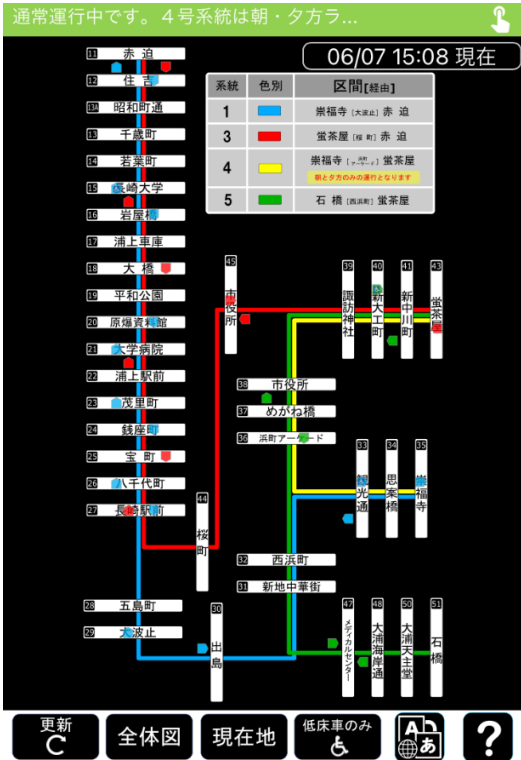 通常運行中です。4号系統は朝・夕方ラ...
06/07 15:08 現在
系統 色別 区間[経由]
1 崇福寺 [大波止] 赤 迫
3 蛍茶屋 [桜 町] 赤 迫
4 崇福寺 [浜町アーケード] 蛍茶屋
朝と夕方のみの運行となります
5 石 橋 [西浜町] 蛍茶屋
11 赤 迫
12 住 吉
13A 昭和町通
13 千歳町
14 若葉町
15 長崎大学
16 岩屋橋
17 浦上車庫
18 大 橋
19 平和公園
20 原爆資料館
21 大学病院
22 浦上駅前
23 茂里町
24 銭座町
25 宝 町
26 八千代町
27 長崎駅前
28 五島町
29 大波止
30 出島
44 桜町
45 市役所
39 諏訪神社
40 新大工町
41 新中川町
43 蛍茶屋
38 市役所
37 めがね橋
36 浜町アーケード
33 観光通
34 思案橋
35 崇福寺
32 西浜町
31 新地中華街
47 メディカルセンター
48 大浦海岸通
50 大浦天主堂
51 石橋
更新
全体図
現在地
低床車のみ
A あ
?